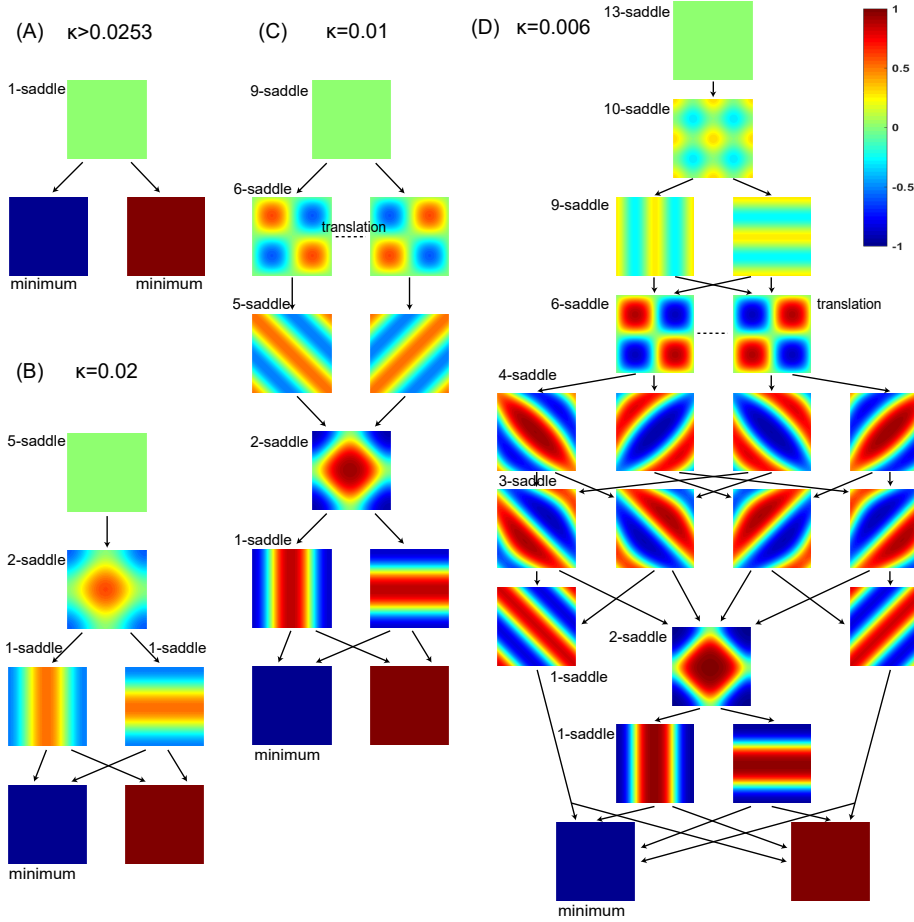 (A) κ>0.0253
1-saddle
minimum
minimum
(B) κ=0.02
5-saddle
2-saddle
1-saddle
1-saddle
minimum
(C) κ=0.01
9-saddle
6-saddle
translation
5-saddle
2-saddle
1-saddle
minimum
(D) κ=0.006
13-saddle
10-saddle
9-saddle
6-saddle
translation
4-saddle
3-saddle
2-saddle
1-saddle
1-saddle
minimum
1
0.5
0
-0.5
-1